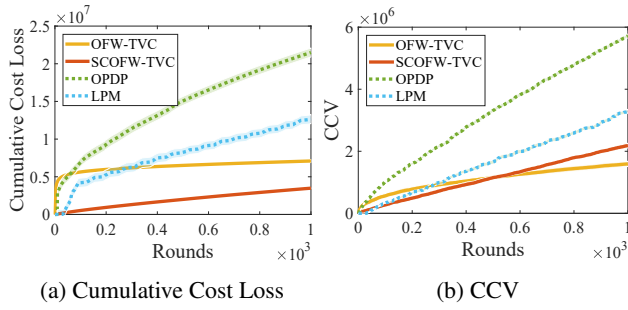 2.5 ×10^7
2
1.5
1
0.5
0
Cumulative Cost Loss
OFW-TVC
SCOFW-TVC
OPDP
LPM
0 0.2 0.4 0.6 0.8 1
Rounds ×10^3
(a) Cumulative Cost Loss
6 ×10^6
4
2
0
CCV
OFW-TVC
SCOFW-TVC
OPDP
LPM
0 0.2 0.4 0.6 0.8 1
Rounds ×10^3
(b) CCV